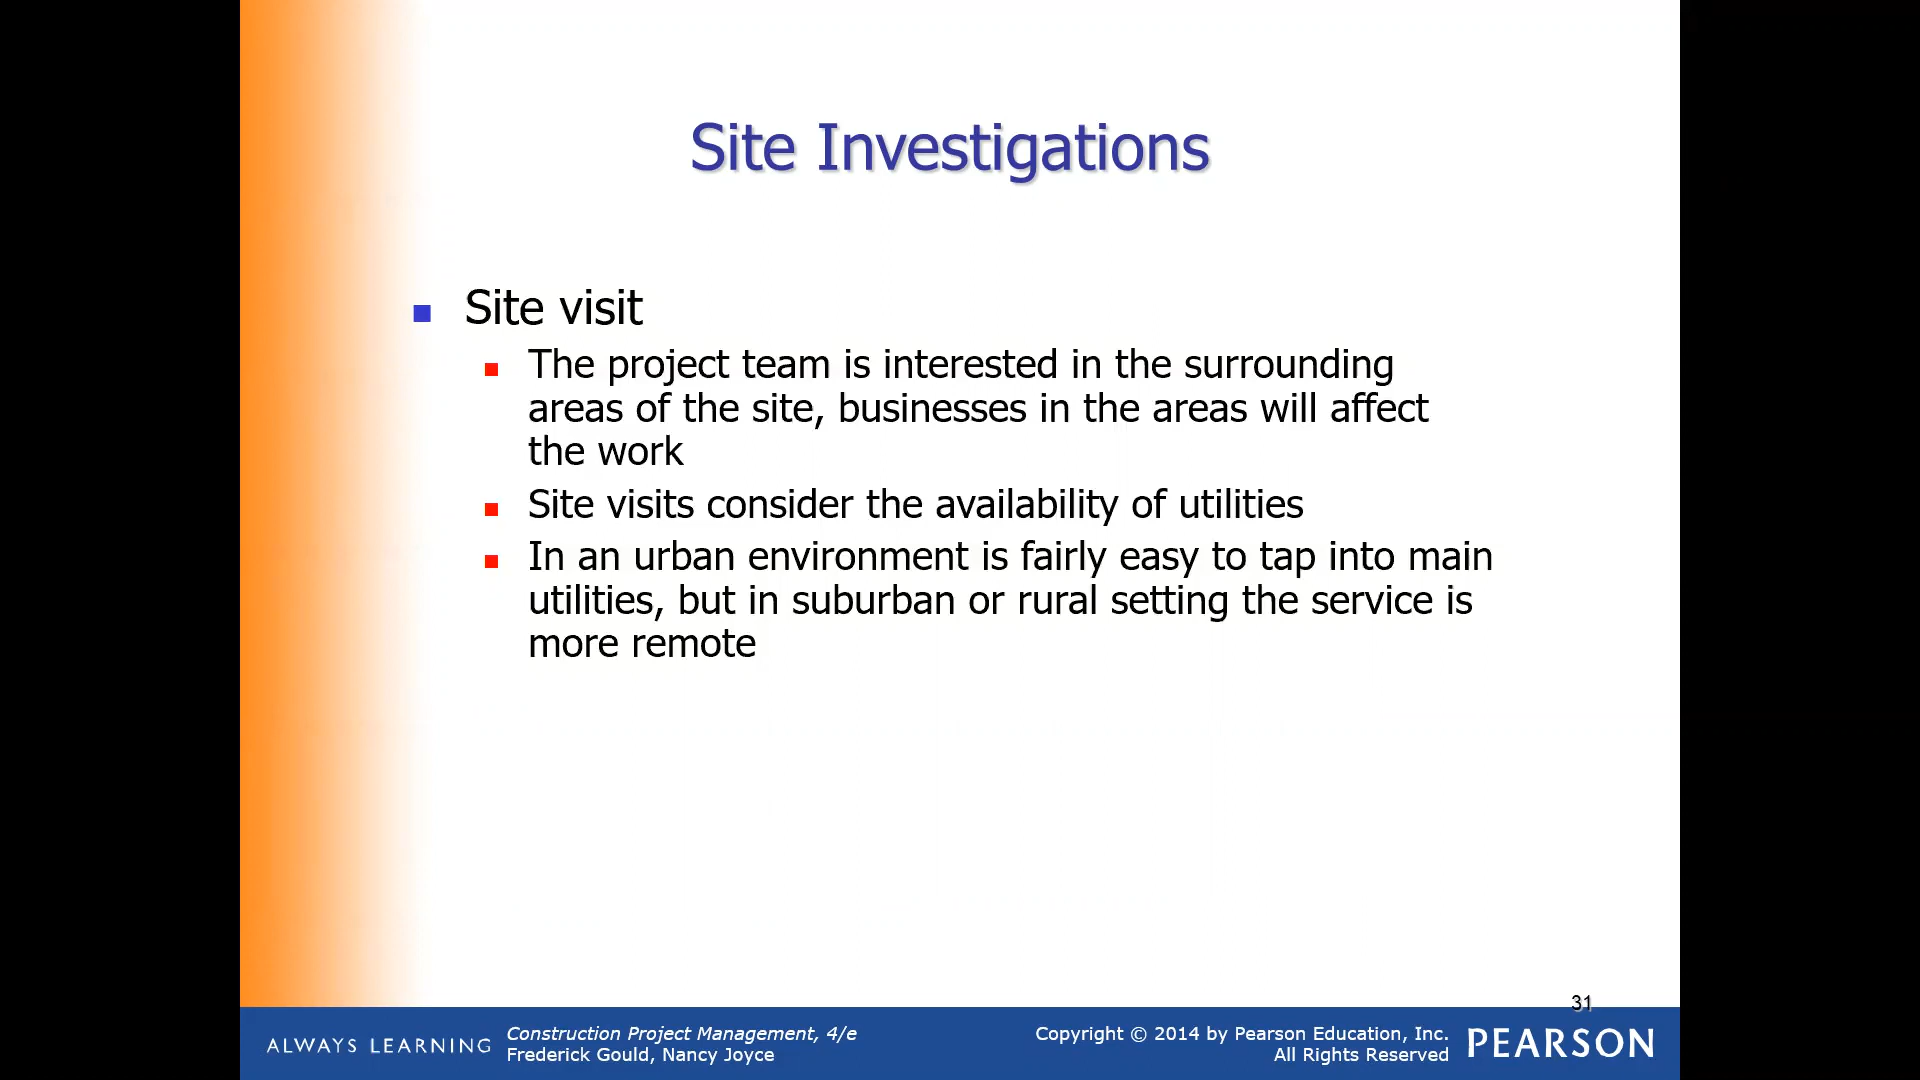 Site Investigations
Site visit
The project team is interested in the surrounding
areas of the site, businesses in the areas will affect
the work
Site visits consider the availability of utilities
In an urban environment is fairly easy to tap into main
utilities, but in suburban or rural setting the service is
more remote
31
ALWAYS LEARNING
Construction Project Management, 4/e
Frederick Gould, Nancy Joyce
Copyright © 2014 by Pearson Education, Inc.
All Rights Reserved
PEARSON